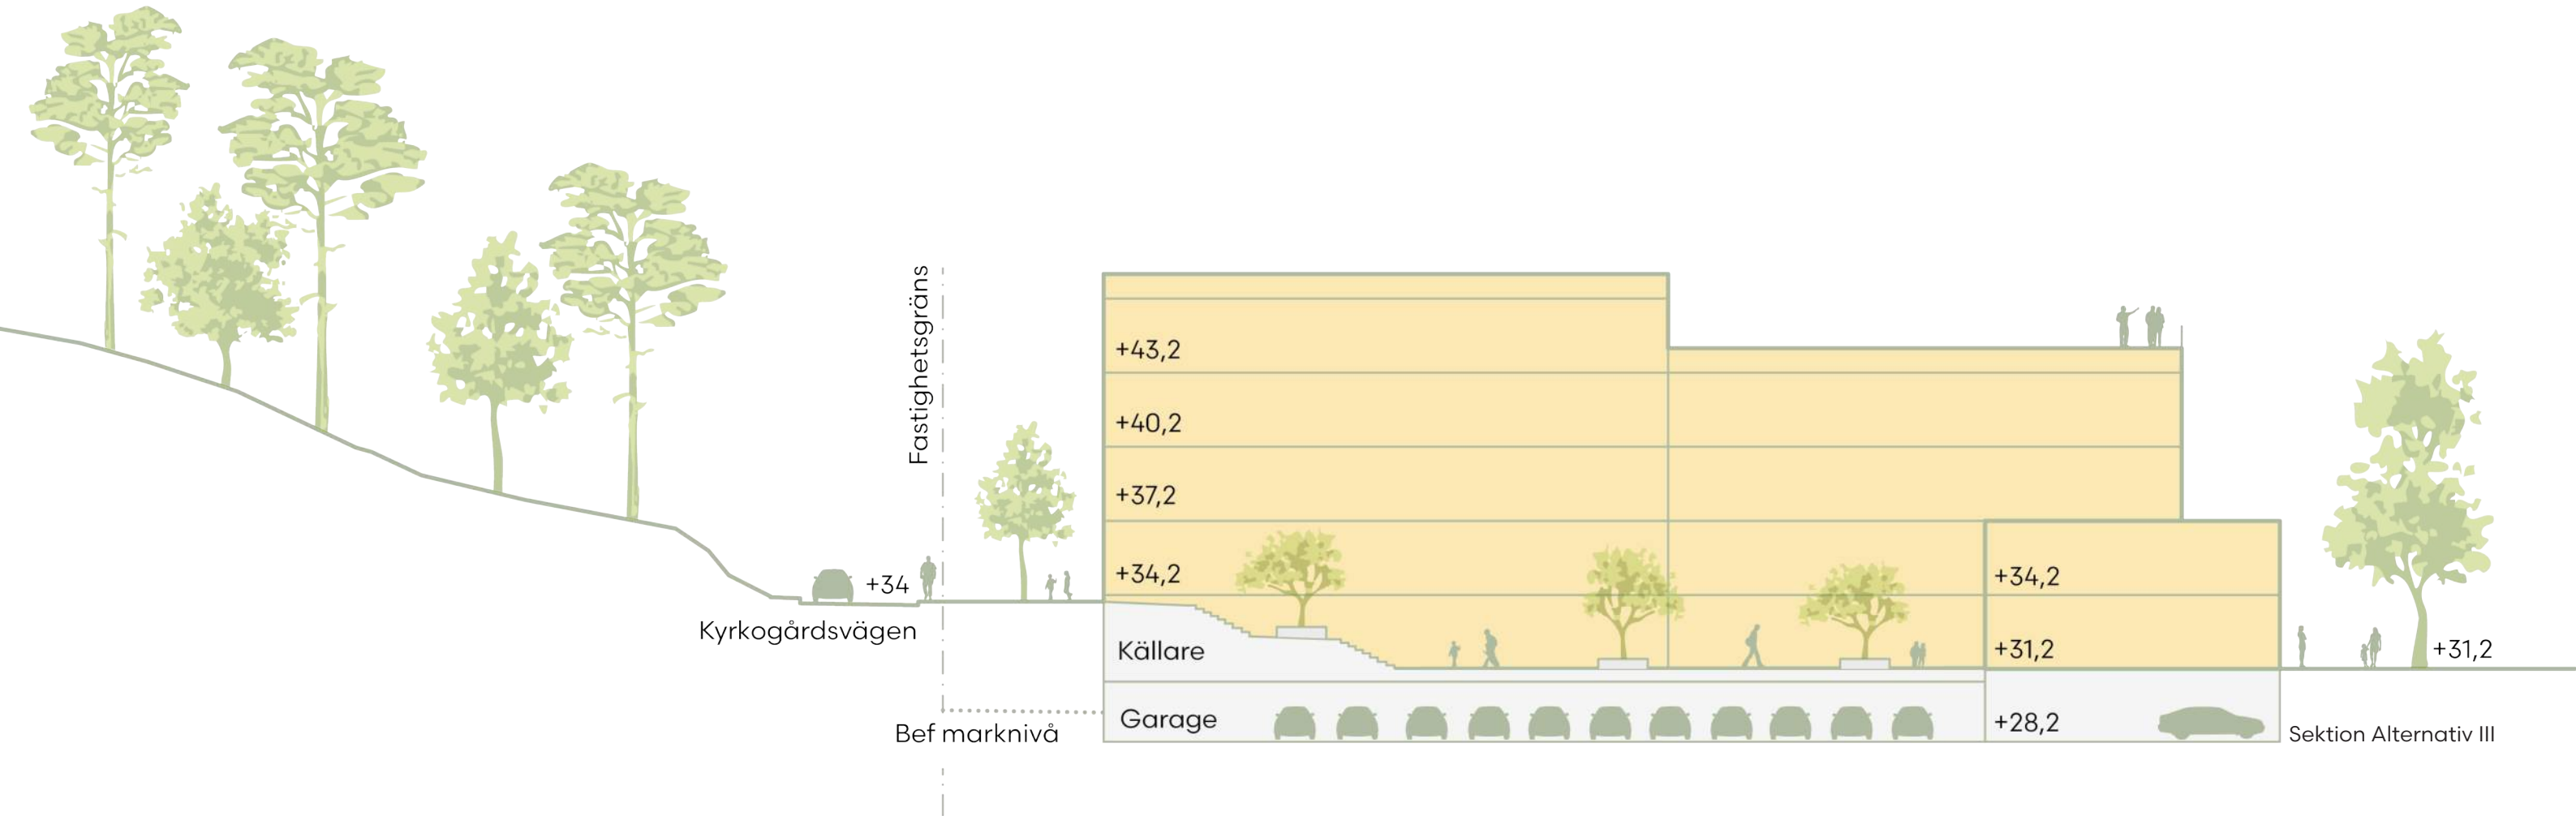 Fastighetsgräns
+43,2
+40,2
+37,2
+34,2
+34
Kyrkogårdsvägen
Källare
Garage
Bef marknivå
+34,2
+31,2
+28,2
+31,2
Sektion Alternativ III